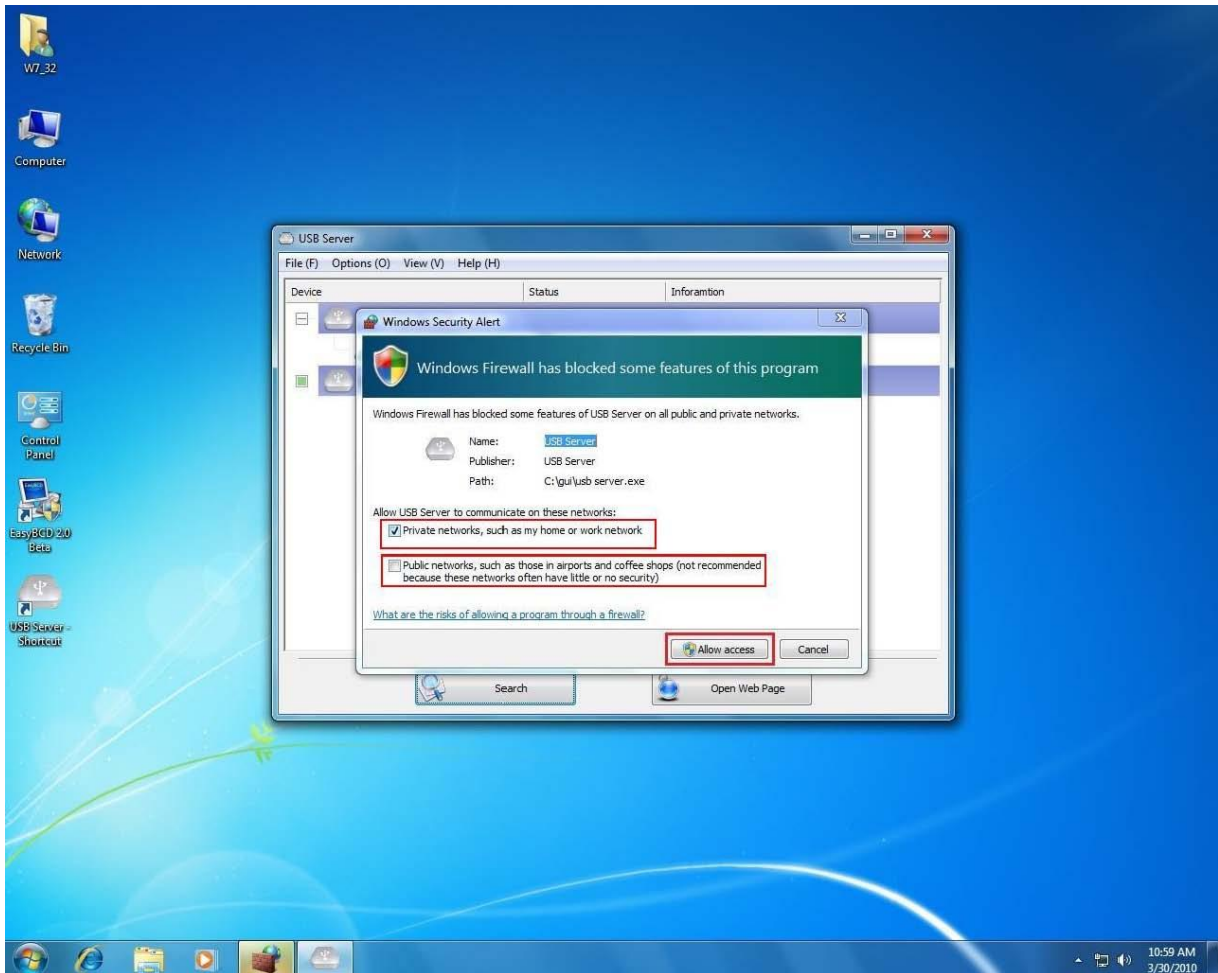 W7_32
Computer
Network
Recycle Bin
Control
Panel
EasyBCD 2.0
Beta
USB Server -
Shortcut
USB Server
File (F) Options (O) View (V) Help (H)
Device Status Inforamtion
Windows Security Alert
Windows Firewall has blocked some features of this program
Windows Firewall has blocked some features of USB Server on all public and private networks.
Name: USB Server
Publisher: USB Server
Path: C:\gui\usb server.exe
Allow USB Server to communicate on these networks:
Private networks, such as my home or work network
Public networks, such as those in airports and coffee shops (not recommended
because these networks often have little or no security)
What are the risks of allowing a program through a firewall?
Allow access Cancel
Search Open Web Page
10:59 AM
3/30/2010